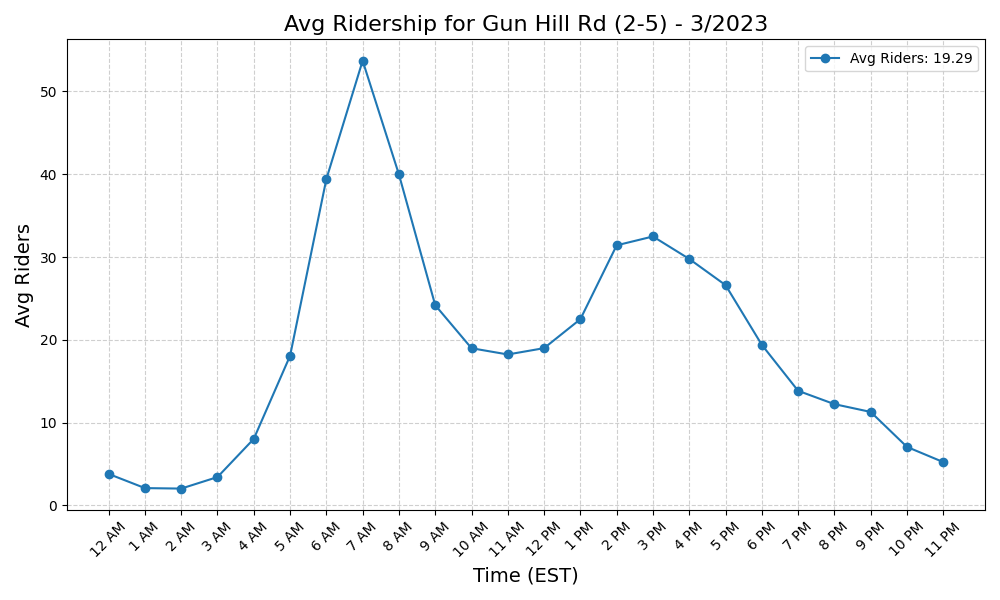 Avg Ridership for Gun Hill Rd (2-5) - 3/2023
Avg Riders: 19.29
Avg Riders
50
40
30
20
10
0
12 AM 1 AM 2 AM 3 AM 4 AM 5 AM 6 AM 7 AM 8 AM 9 AM 10 AM 11 AM 12 PM 1 PM 2 PM 3 PM 4 PM 5 PM 6 PM 7 PM 8 PM 9 PM 10 PM 11 PM
Time (EST)